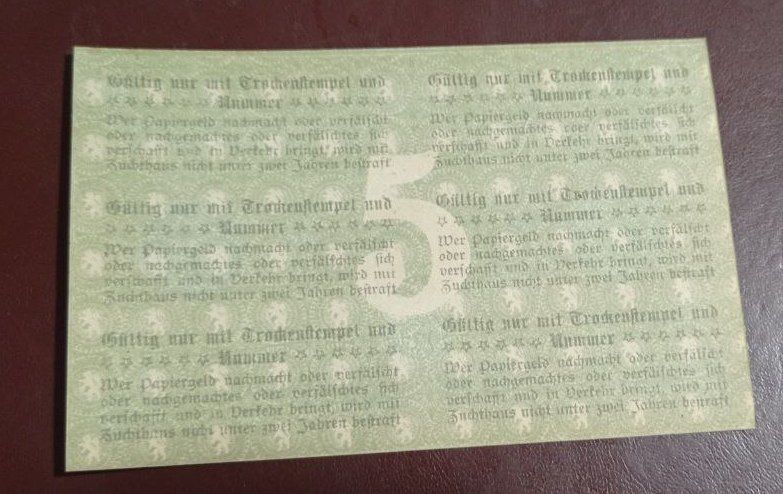 Gültig nur mit Trockenstempel und
☆☆☆☆☆☆ Nummer ☆☆☆☆☆☆
Wer Papiergeld nachmacht oder verfälscht
oder nachgemachtes oder verfälschtes sich
verschafft und in Verkehr bringt, wird mit
Zuchthaus nicht unter zwei Jahren bestraft
Gültig nur mit Trockenstempel und
☆☆☆☆☆☆ Nummer ☆☆☆☆☆☆
Wer Papiergeld nachmacht oder verfälscht
oder nachgemachtes oder verfälschtes sich
verschafft und in Verkehr bringt, wird mit
Zuchthaus nicht unter zwei Jahren bestraft
5
Gültig nur mit Trockenstempel und
☆☆☆☆☆☆ Nummer ☆☆☆☆☆☆
Wer Papiergeld nachmacht oder verfälscht
oder nachgemachtes oder verfälschtes sich
verschafft und in Verkehr bringt, wird mit
Zuchthaus nicht unter zwei Jahren bestraft
Gültig nur mit Trockenstempel und
☆☆☆☆☆☆ Nummer ☆☆☆☆☆☆
Wer Papiergeld nachmacht oder verfälscht
oder nachgemachtes oder verfälschtes sich
verschafft und in Verkehr bringt, wird mit
Zuchthaus nicht unter zwei Jahren bestraft
Gültig nur mit Trockenstempel und
☆☆☆☆☆☆ Nummer ☆☆☆☆☆☆
Wer Papiergeld nachmacht oder verfälscht
oder nachgemachtes oder verfälschtes sich
verschafft und in Verkehr bringt, wird mit
Zuchthaus nicht unter zwei Jahren bestraft
Gültig nur mit Trockenstempel und
☆☆☆☆☆☆ Nummer ☆☆☆☆☆☆
Wer Papiergeld nachmacht oder verfälscht
oder nachgemachtes oder verfälschtes sich
verschafft und in Verkehr bringt, wird mit
Zuchthaus nicht unter zwei Jahren bestraft